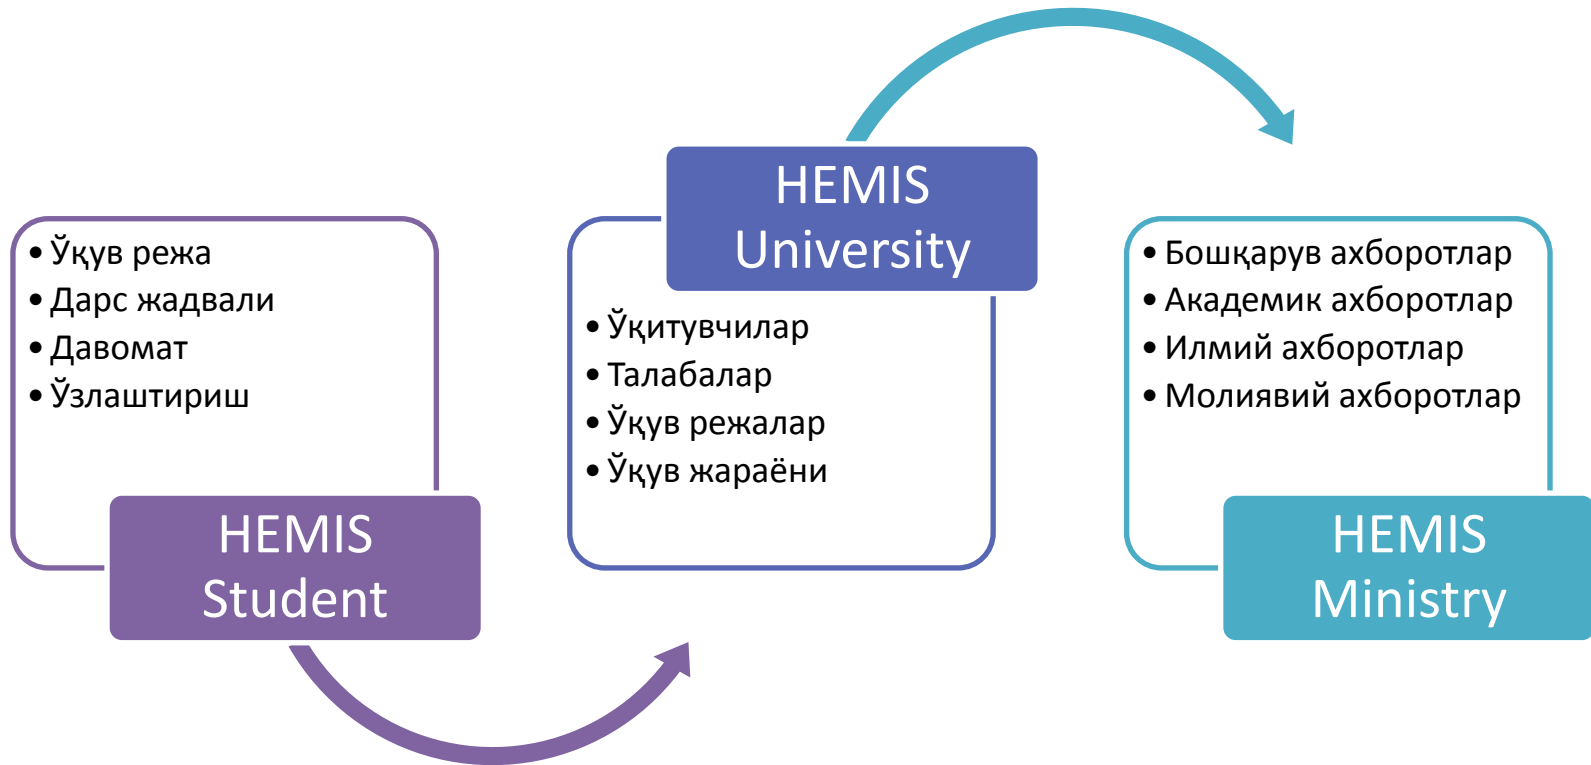 • Ўқув режа
• Дарс жадвали
• Давомат
• Ўзлаштириш
HEMIS
Student
HEMIS
University
• Ўқитувчилар
• Талабалар
• Ўқув режалар
• Ўқув жараёни
• Бошқарув ахборотлар
• Академик ахборотлар
• Илмий ахборотлар
• Молиявий ахборотлар
HEMIS
Ministry